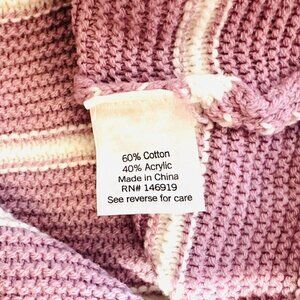 60% Cotton
40% Acrylic
Made in China
RN# 146919
See reverse for care